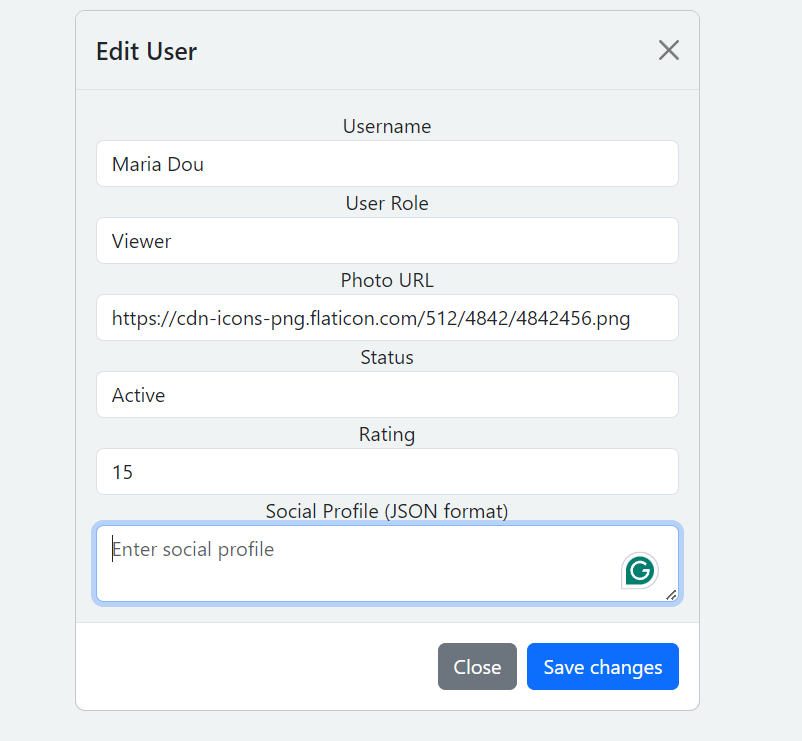 Edit User
Username
Maria Dou
User Role
Viewer
Photo URL
https://cdn-icons-png.flaticon.com/512/4842/4842456.png
Status
Active
Rating
15
Social Profile (JSON format)
Enter social profile
Close
Save changes